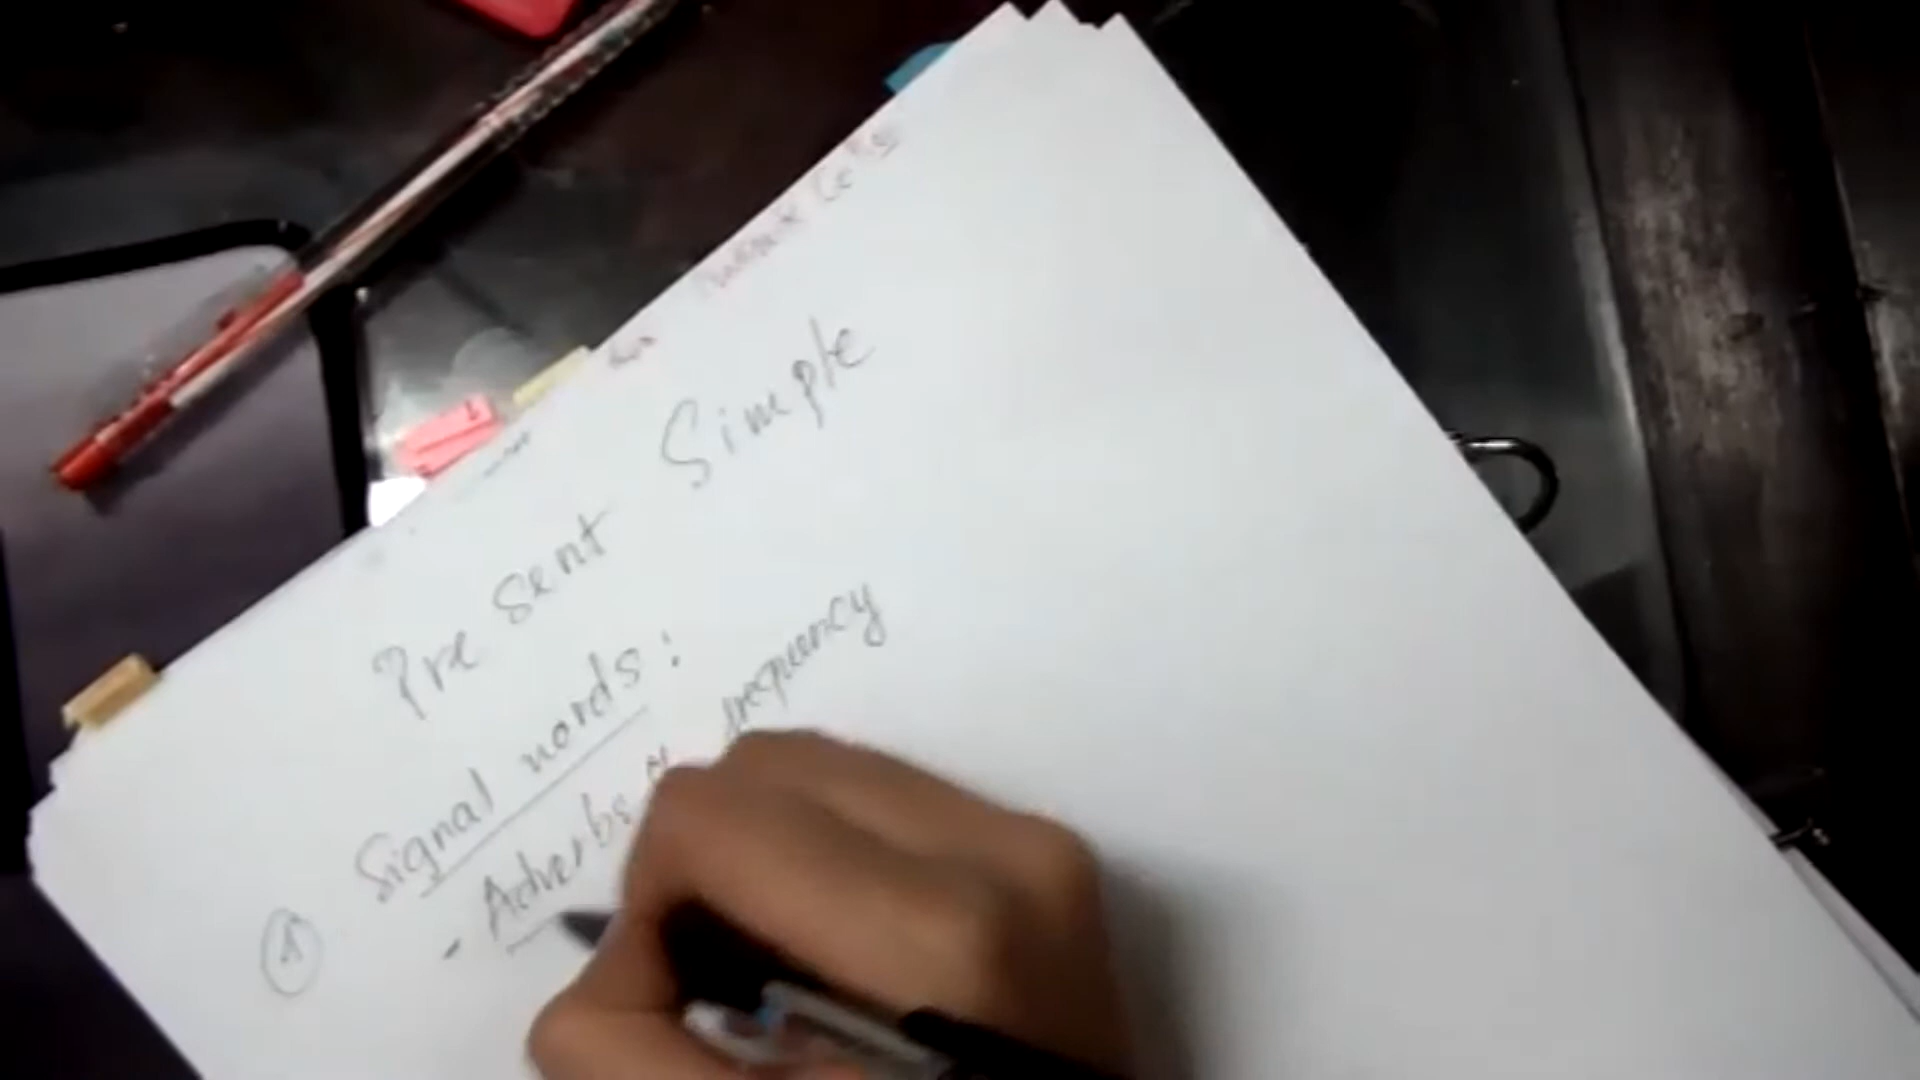 Present Simple
① Signal words:
- Adverbs of frequency